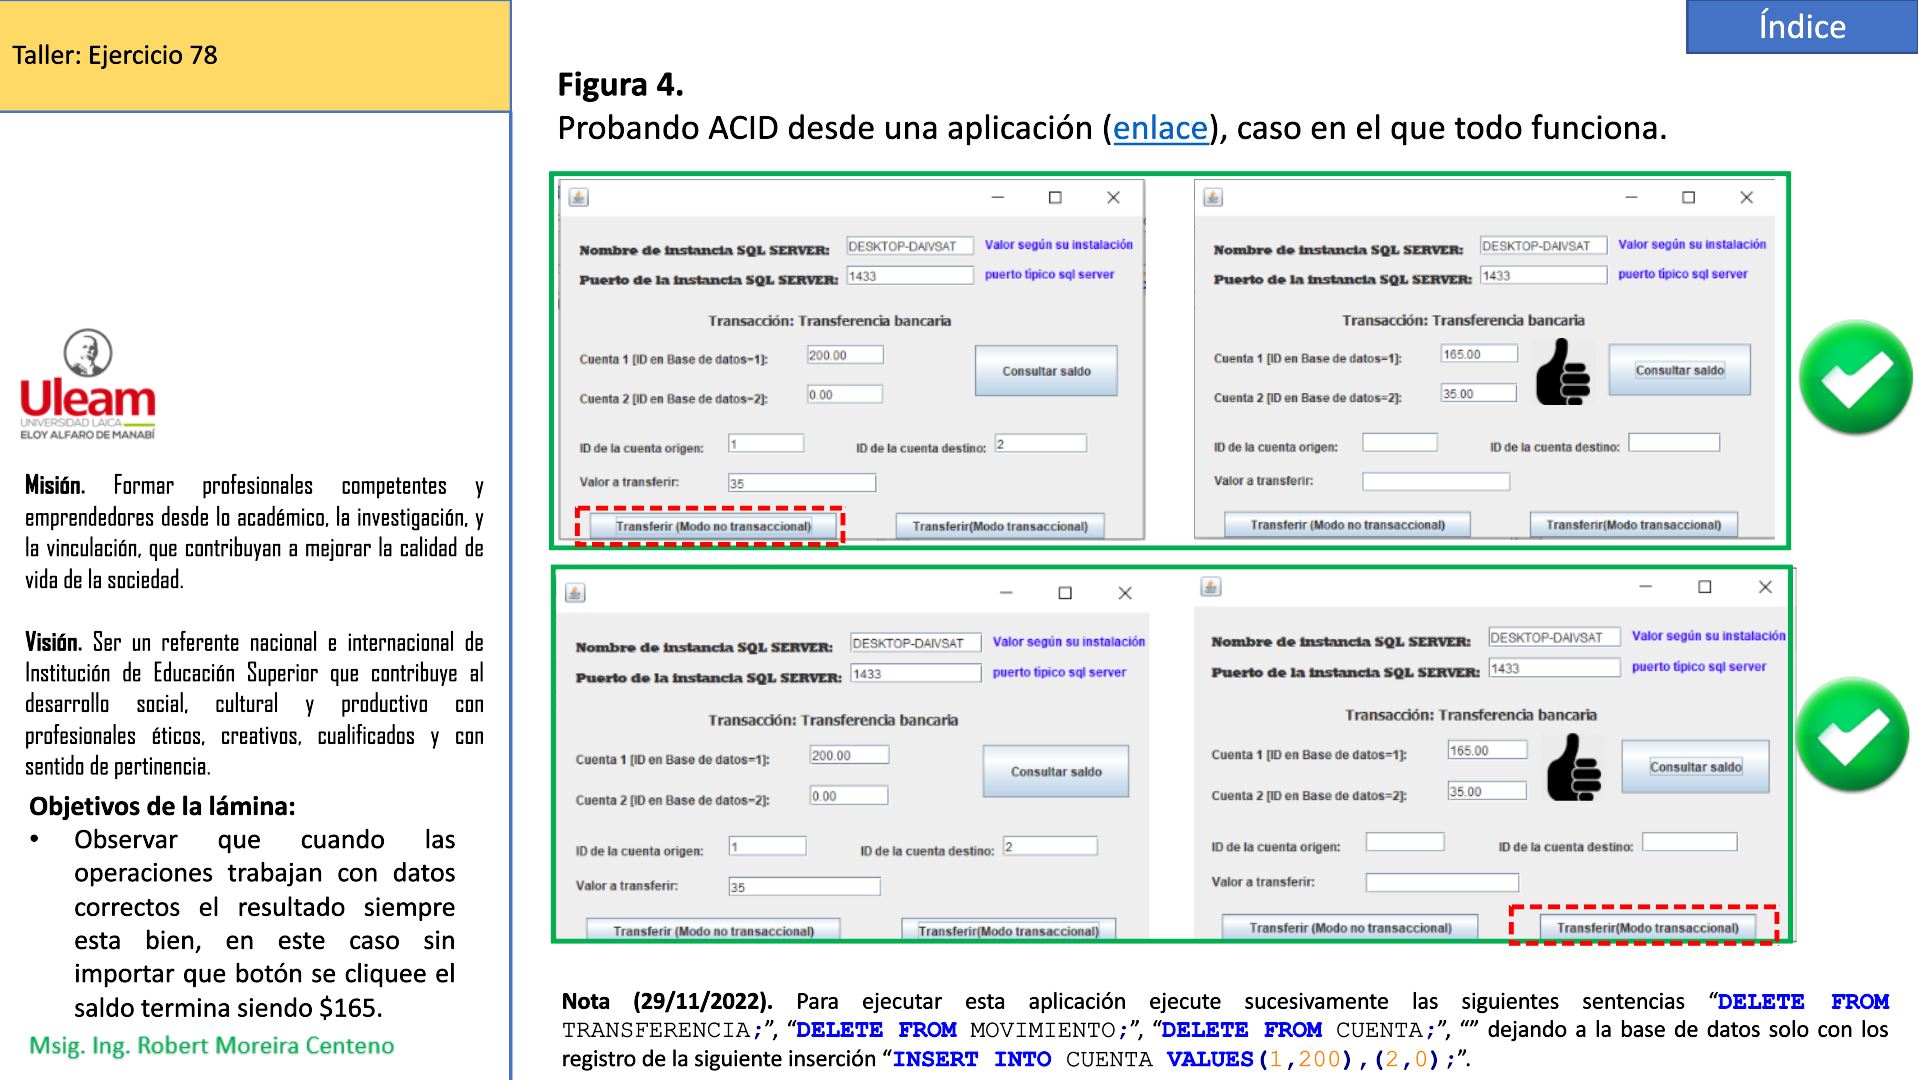 Taller: Ejercicio 78
Uleam
UNIVERSIDAD LAICA
ELOY ALFARO DE MANABÍ
Misión. Formar profesionales competentes y
emprendedores desde lo académico, la investigación, y
la vinculación, que contribuyan a mejorar la calidad de
vida de la sociedad.
Visión. Ser un referente nacional e internacional de
Institución de Educación Superior que contribuye al
desarrollo social, cultural y productivo con
profesionales éticos, creativos, cualificados y con
sentido de pertinencia.
Objetivos de la lámina:
• Observar que cuando las
operaciones trabajan con datos
correctos el resultado siempre
esta bien, en este caso sin
importar que botón se cliquee el
saldo termina siendo $165.
Msig. Ing. Robert Moreira Centeno
Índice
Figura 4.
Probando ACID desde una aplicación (enlace), caso en el que todo funciona.
Nombre de instancia SQL SERVER: DESKTOP-DAIVSAT Valor según su instalación
Puerto de la instancia SQL SERVER: 1433 puerto típico sql server
Transacción: Transferencia bancaria
Cuenta 1 [ID en Base de datos=1]: 200.00
Consultar saldo
Cuenta 2 [ID en Base de datos=2]: 0.00
ID de la cuenta origen: 1 ID de la cuenta destino: 2
Valor a transferir: 35
Transferir (Modo no transaccional) Transferir(Modo transaccional)
Nombre de instancia SQL SERVER: DESKTOP-DAIVSAT Valor según su instalación
Puerto de la instancia SQL SERVER: 1433 puerto típico sql server
Transacción: Transferencia bancaria
Cuenta 1 [ID en Base de datos=1]: 165.00
Consultar saldo
Cuenta 2 [ID en Base de datos=2]: 35.00
ID de la cuenta origen: ID de la cuenta destino:
Valor a transferir:
Transferir (Modo no transaccional) Transferir(Modo transaccional)
Nombre de instancia SQL SERVER: DESKTOP-DAIVSAT Valor según su instalación
Puerto de la instancia SQL SERVER: 1433 puerto típico sql server
Transacción: Transferencia bancaria
Cuenta 1 [ID en Base de datos=1]: 200.00
Consultar saldo
Cuenta 2 [ID en Base de datos=2]: 0.00
ID de la cuenta origen: 1 ID de la cuenta destino: 2
Valor a transferir: 35
Transferir (Modo no transaccional) Transferir(Modo transaccional)
Nombre de instancia SQL SERVER: DESKTOP-DAIVSAT Valor según su instalación
Puerto de la instancia SQL SERVER: 1433 puerto típico sql server
Transacción: Transferencia bancaria
Cuenta 1 [ID en Base de datos=1]: 165.00
Consultar saldo
Cuenta 2 [ID en Base de datos=2]: 35.00
ID de la cuenta origen: ID de la cuenta destino:
Valor a transferir:
Transferir (Modo no transaccional) Transferir(Modo transaccional)
Nota (29/11/2022). Para ejecutar esta aplicación ejecute sucesivamente las siguientes sentencias “DELETE FROM
TRANSFERENCIA;”, “DELETE FROM MOVIMIENTO;”, “DELETE FROM CUENTA;”, “” dejando a la base de datos solo con los
registro de la siguiente inserción “INSERT INTO CUENTA VALUES(1,200),(2,0);”.